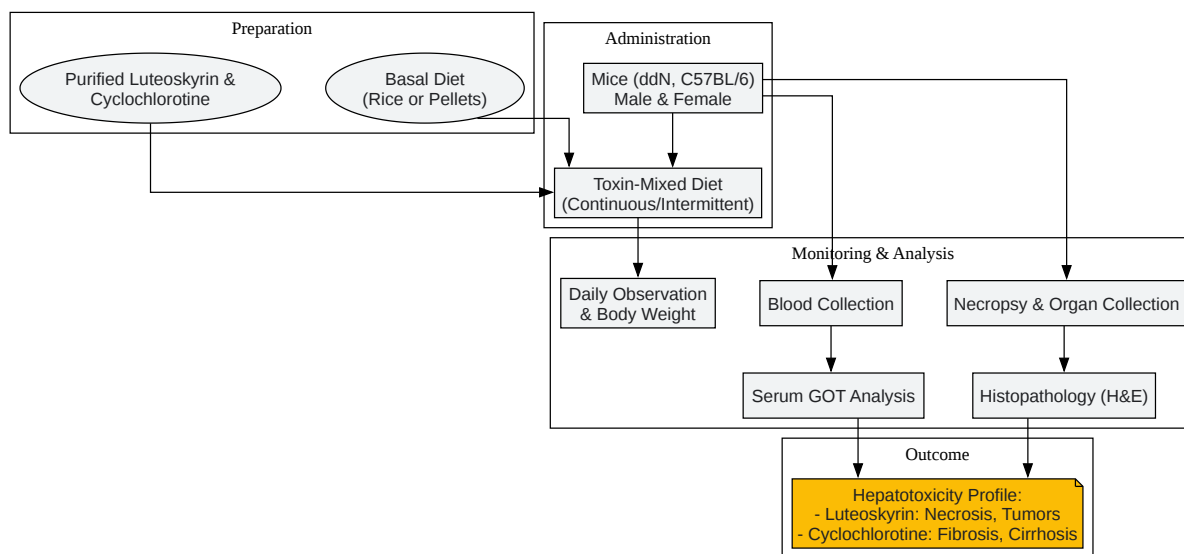 Preparation
Purified Luteoskyrin &
Cyclochlorotine
Basal Diet
(Rice or Pellets)
Administration
Mice (ddN, C57BL/6)
Male & Female
Toxin-Mixed Diet
(Continuous/Intermittent)
Monitoring & Analysis
Daily Observation
& Body Weight
Blood Collection
Necropsy & Organ Collection
Serum GOT Analysis
Histopathology (H&E)
Outcome
Hepatotoxicity Profile:
- Luteoskyrin: Necrosis, Tumors
- Cyclochlorotine: Fibrosis, Cirrhosis